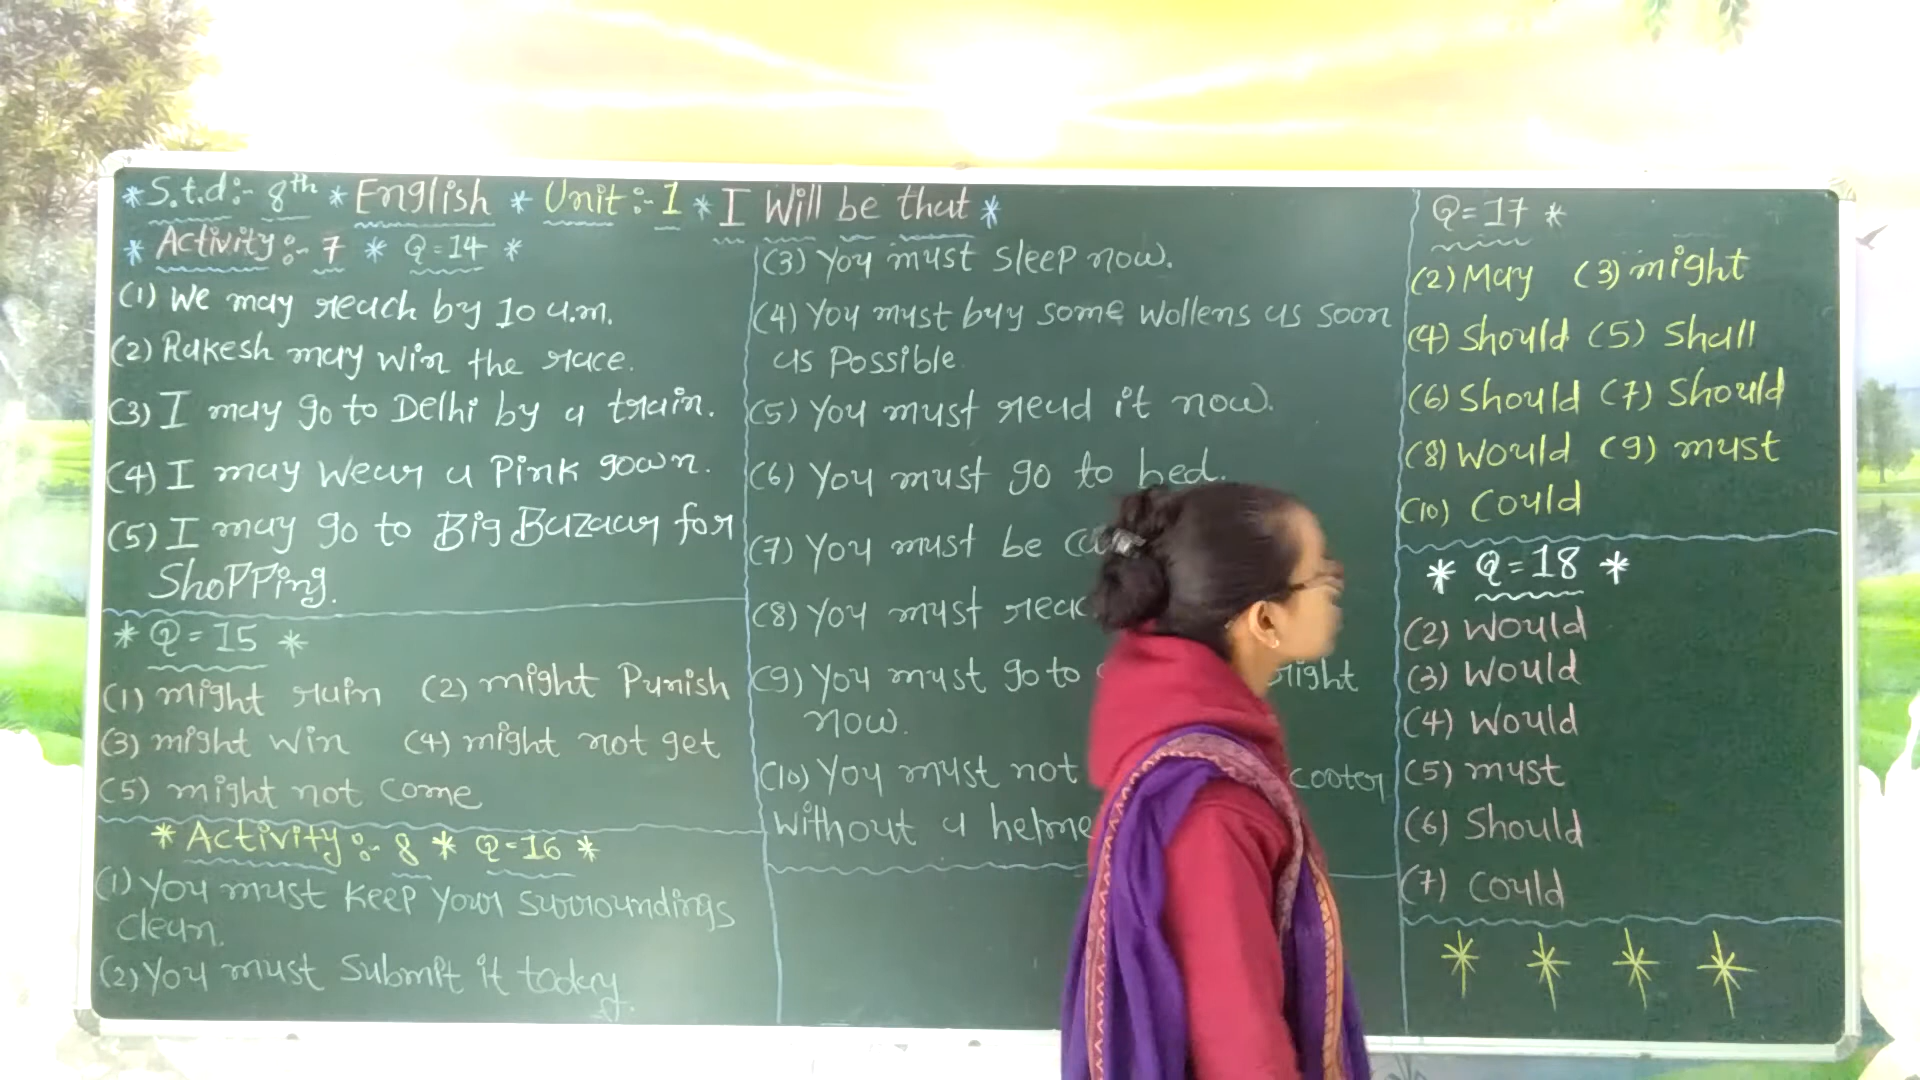 * S.t.d:- 8th * English * Unit:- 1 * I Will be that *
* Activity:- 7 * Q=14 *
(1) We may reach by 10 a.m.
(2) Rakesh may win the race.
(3) I may go to Delhi by a train.
(4) I may wear a Pink gown.
(5) I may go to Big Bazaar for
Shopping.
* Q=15 *
(1) might rain (2) might Punish
(3) might win (4) might not get
(5) might not come
* Activity:- 8 * Q=16 *
(1) You must keep your surroundings
clean.
(2) You must Submit it today.
(3) You must sleep now.
(4) You must buy some wollens as soon
as possible.
(5) You must read it now.
(6) You must go to bed.
(7) You must be
(8) You must
(9) You must go to right
now.
(10) You must not
without a
Q=17 *
(2) May (3) might
(4) Should (5) Shall
(6) Should (7) Should
(8) Would (9) must
(10) Could
* Q=18 *
(2) Would
(3) Would
(4) Would
(5) must
(6) Should
(7) Could